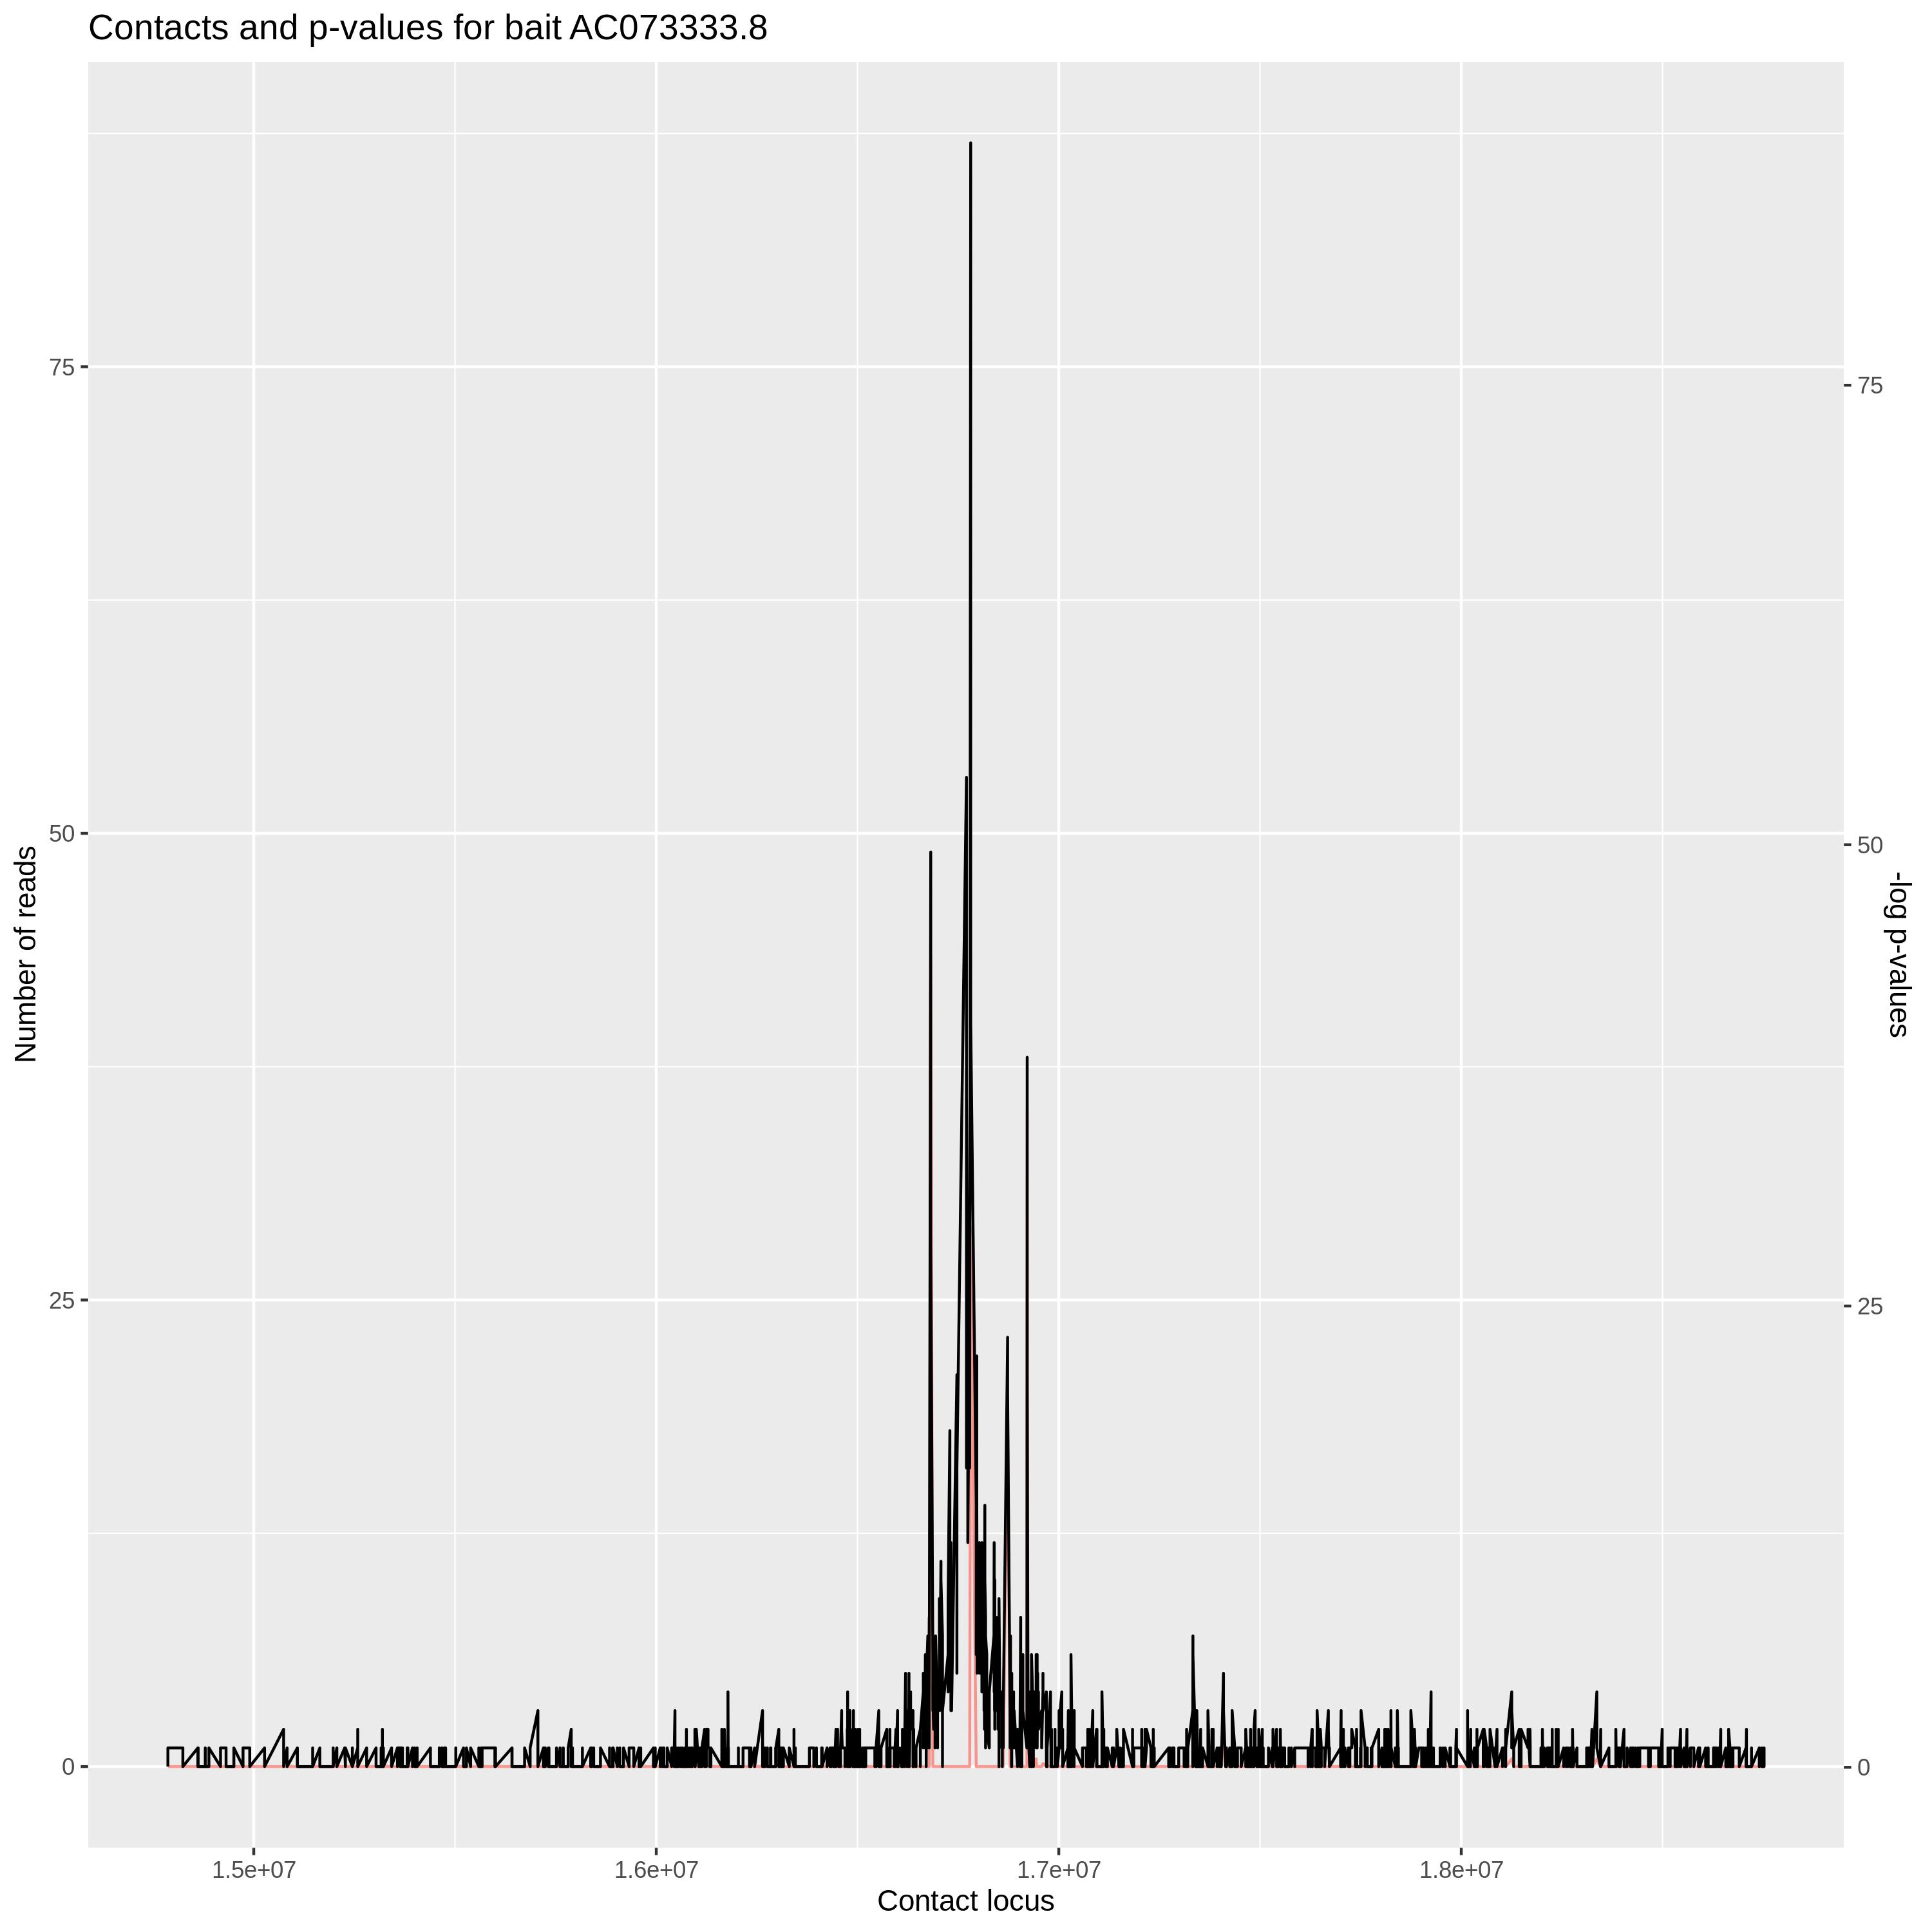 Contacts and p-values for bait AC073333.8
75
50
25
0
Number of reads
75
50
25
0
-log p-values
1.5e+07
1.6e+07
1.7e+07
1.8e+07
Contact locus